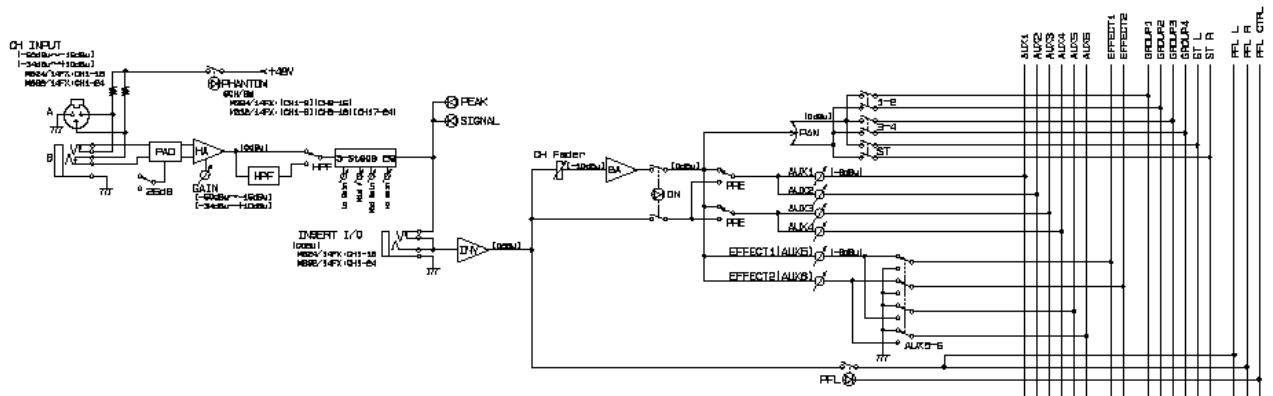 CH INPUT
[-60dBu~-16dBu]
[-34dBu~+10dBu]
A
B
+48V
PHANTOM
PAD
26dB
HA
GAIN
[-60dBu~-16dBu]
[-34dBu~+10dBu]
[0dBu]
HPF
HPF
3-Stage EQ
PEAK
SIGNAL
INSERT I/O
[0dBu]
INV
[0dBu]
CH Fader
[-10dBu]
BA
[0dBu]
ON
PAN
[0dBu]
1-2
3-4
ST
PRE
PRE
AUX1
[-6dBu]
AUX2
AUX3
AUX4
EFFECT1(AUX5)
[-6dBu]
EFFECT2(AUX6)
AUX5-6
PFL
AUX1
AUX2
AUX3
AUX4
AUX5
AUX6
EFFECT1
EFFECT2
GROUP1
GROUP2
GROUP3
GROUP4
ST L
ST R
PFL L
PFL R
PFL CTRL